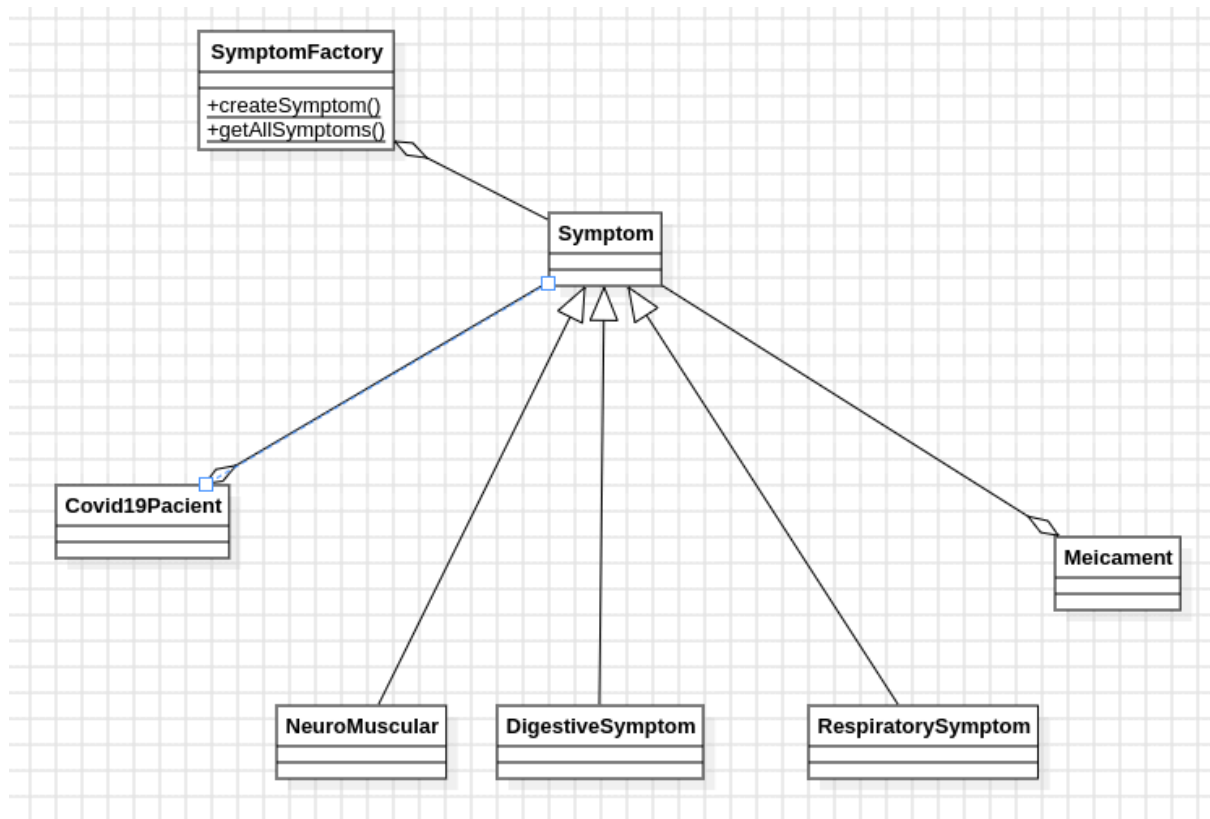 SymptomFactory
+createSymptom()
+getAllSymptoms()
Symptom
Covid19Pacient
Meicament
NeuroMuscular
DigestiveSymptom
RespiratorySymptom